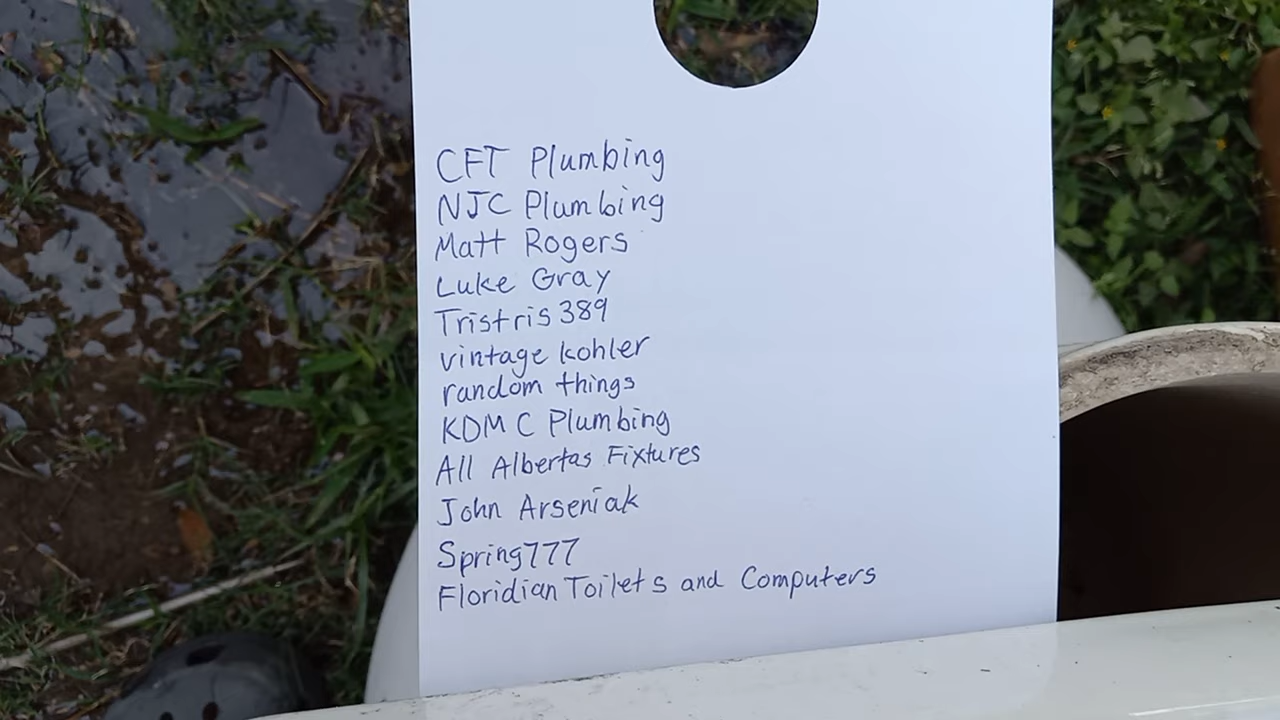 CFT Plumbing
NJC Plumbing
Matt Rogers
Luke Gray
Tristris389
vintage kohler
random things
KDMC Plumbing
All Albertas Fixtures
John Arseniak
Spring777
Floridian Toilets and Computers